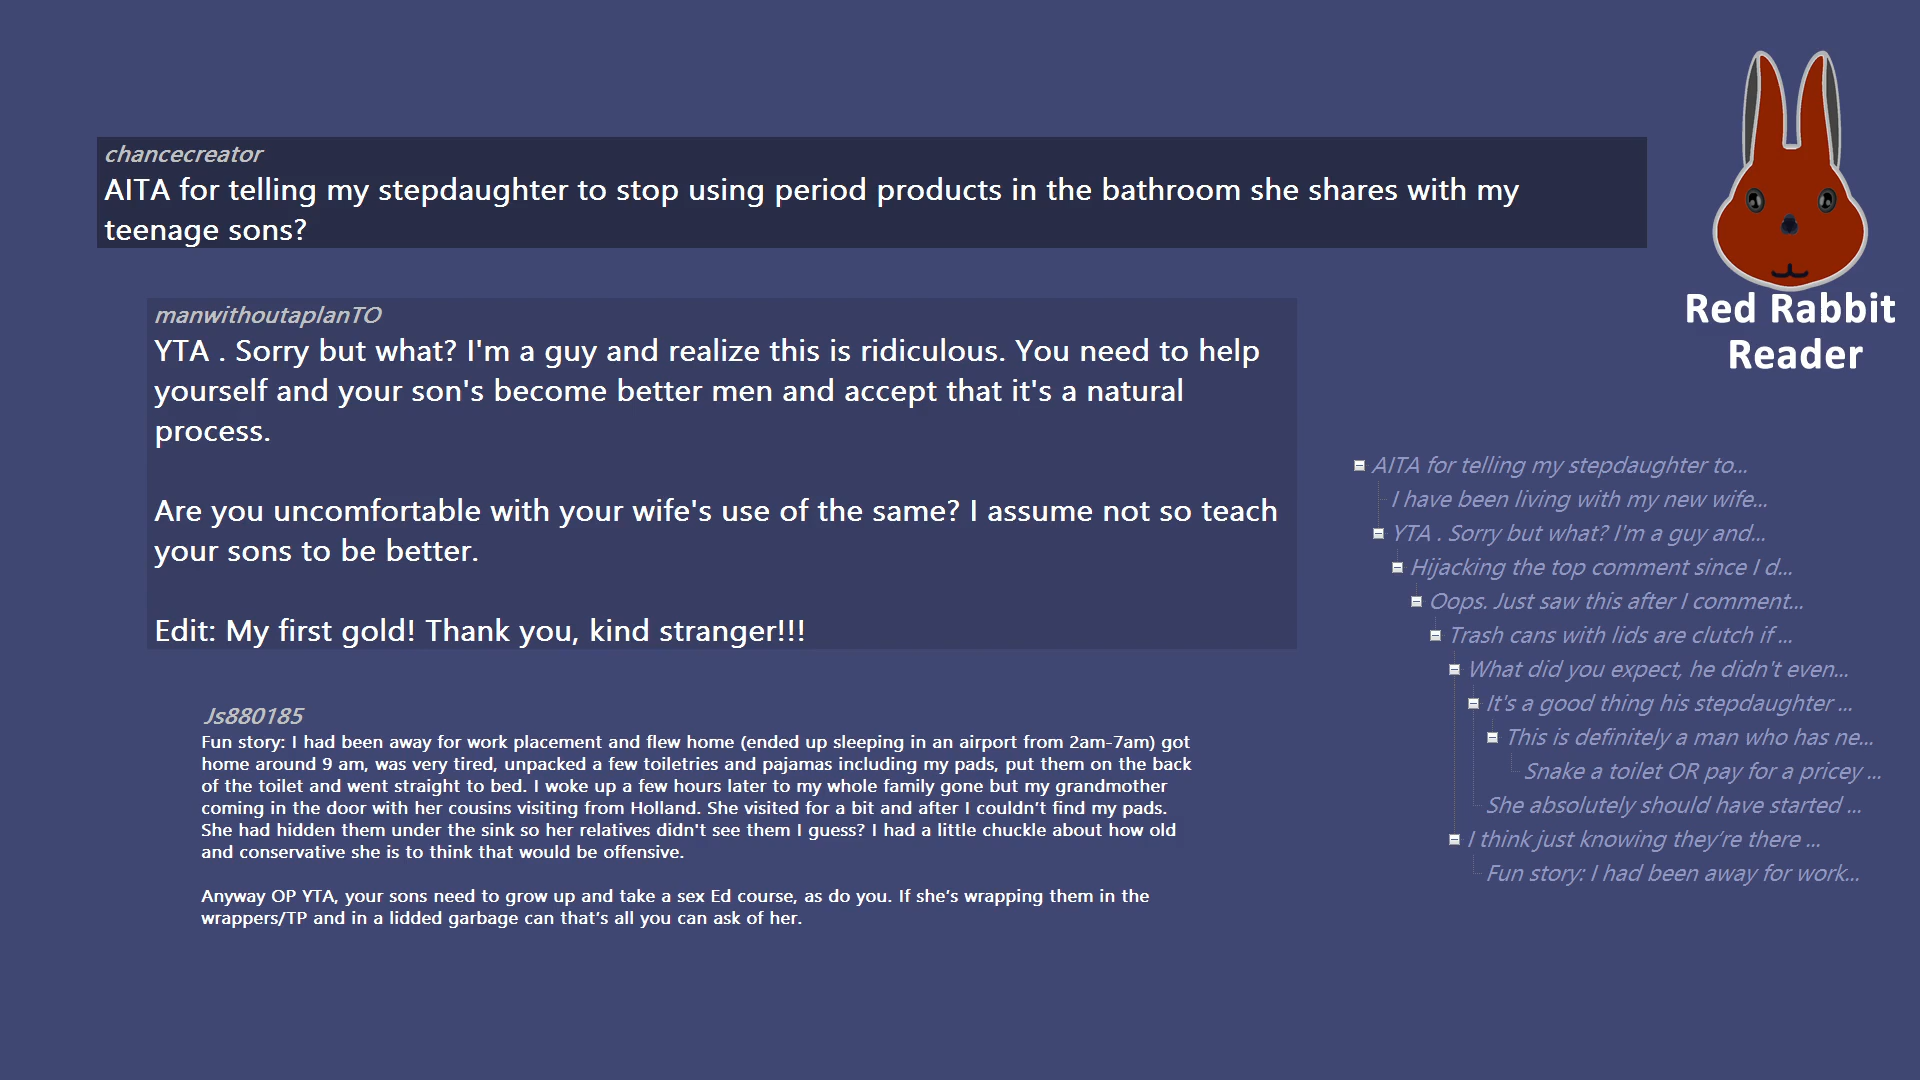 chancecreator
AITA for telling my stepdaughter to stop using period products in the bathroom she shares with my
teenage sons?
manwithoutaplanTO
YTA . Sorry but what? I'm a guy and realize this is ridiculous. You need to help
yourself and your son's become better men and accept that it's a natural
process.
Are you uncomfortable with your wife's use of the same? I assume not so teach
your sons to be better.
Edit: My first gold! Thank you, kind stranger!!!
Js880185
Fun story: I had been away for work placement and flew home (ended up sleeping in an airport from 2am-7am) got
home around 9 am, was very tired, unpacked a few toiletries and pajamas including my pads, put them on the back
of the toilet and went straight to bed. I woke up a few hours later to my whole family gone but my grandmother
coming in the door with her cousins visiting from Holland. She visited for a bit and after I couldn’t find my pads.
She had hidden them under the sink so her relatives didn't see them I guess? I had a little chuckle about how old
and conservative she is to think that would be offensive.
Anyway OP YTA, your sons need to grow up and take a sex Ed course, as do you. If she’s wrapping them in the
wrappers/TP and in a lidded garbage can that’s all you can ask of her.
Red Rabbit
Reader
AITA for telling my stepdaughter to...
I have been living with my new wife...
YTA . Sorry but what? I'm a guy and...
Hijacking the top comment since I d...
Oops. Just saw this after I comment...
Trash cans with lids are clutch if ...
What did you expect, he didn't even...
It's a good thing his stepdaughter ...
This is definitely a man who has ne...
Snake a toilet OR pay for a pricey ...
She absolutely should have started ...
I think just knowing they’re there ...
Fun story: I had been away for work...